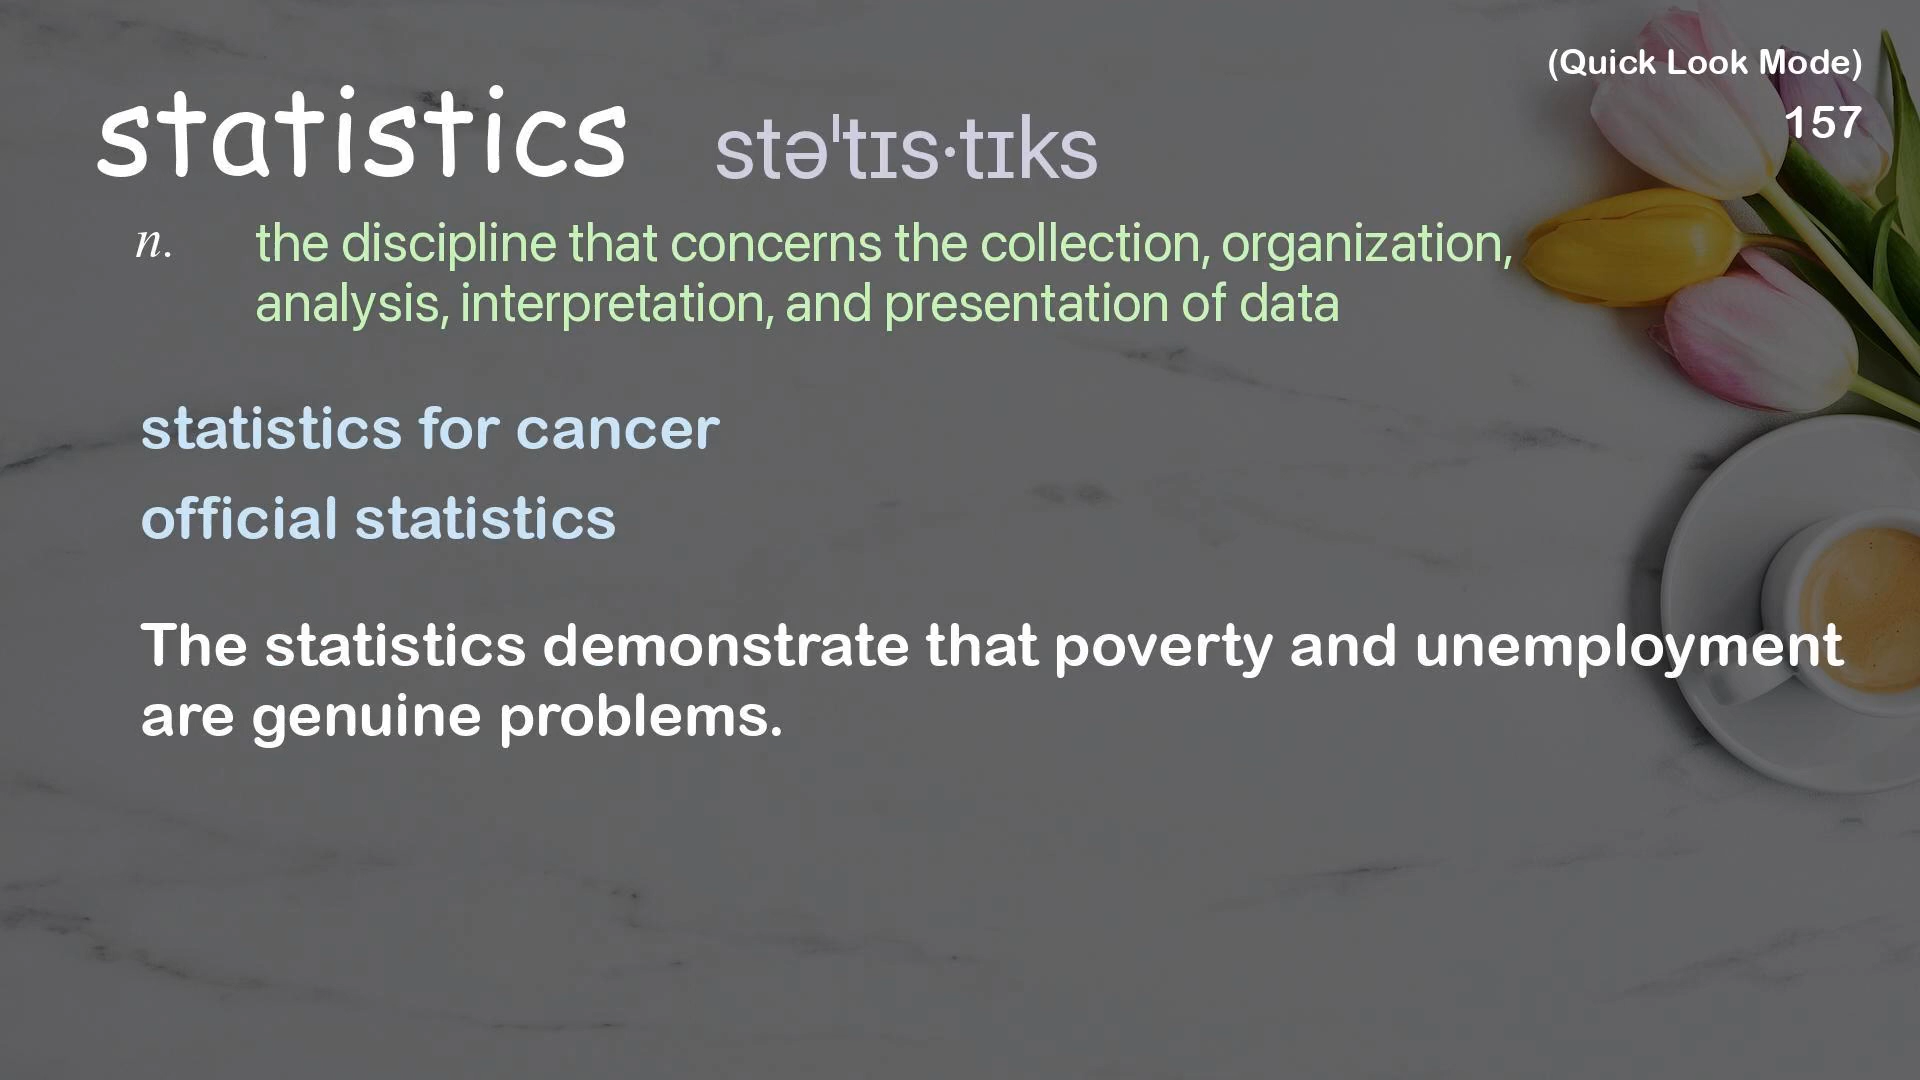 (Quick Look Mode)
157
statistics stəˈtɪs·tɪks
n. the discipline that concerns the collection, organization,
analysis, interpretation, and presentation of data
statistics for cancer
official statistics
The statistics demonstrate that poverty and unemployment
are genuine problems.